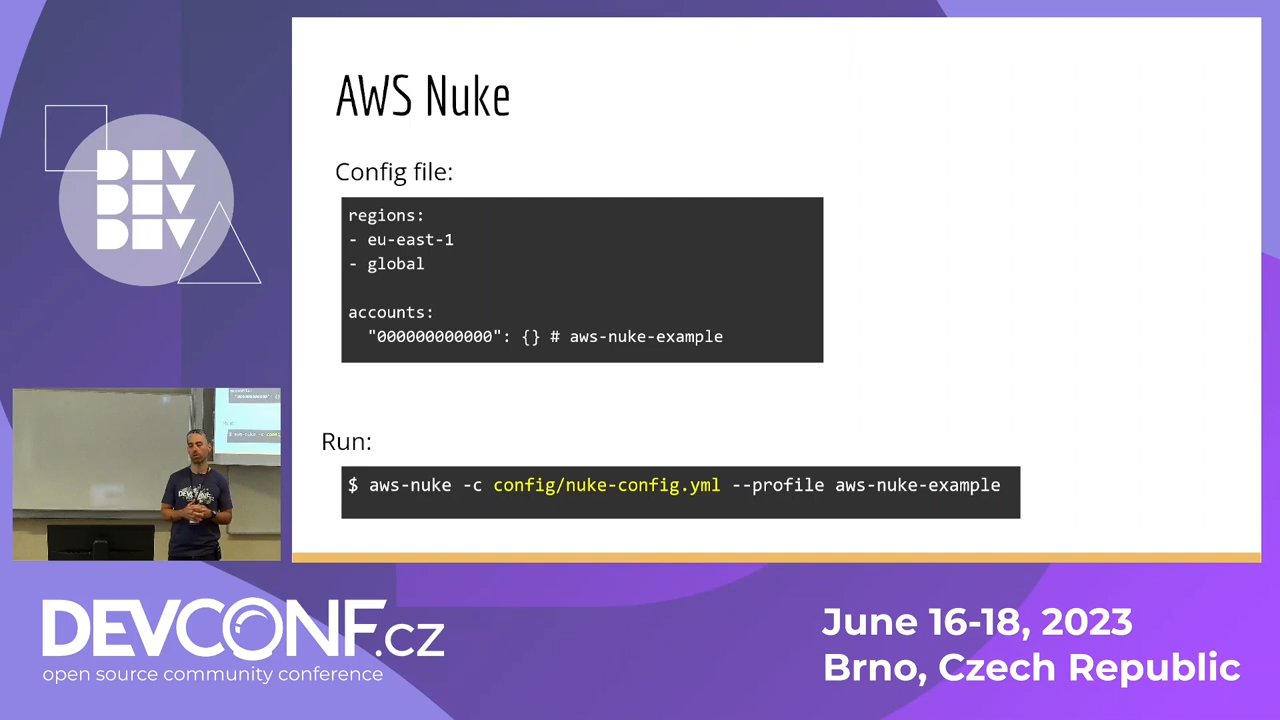 DEV
DEV
DEV
AWS Nuke
Config file:
regions:
- eu-east-1
- global
accounts:
"000000000000": {} # aws-nuke-example
Run:
$ aws-nuke -c config/nuke-config.yml --profile aws-nuke-example
DEVCONF
DEVCONF.cz
open source community conference
June 16-18, 2023
Brno, Czech Republic